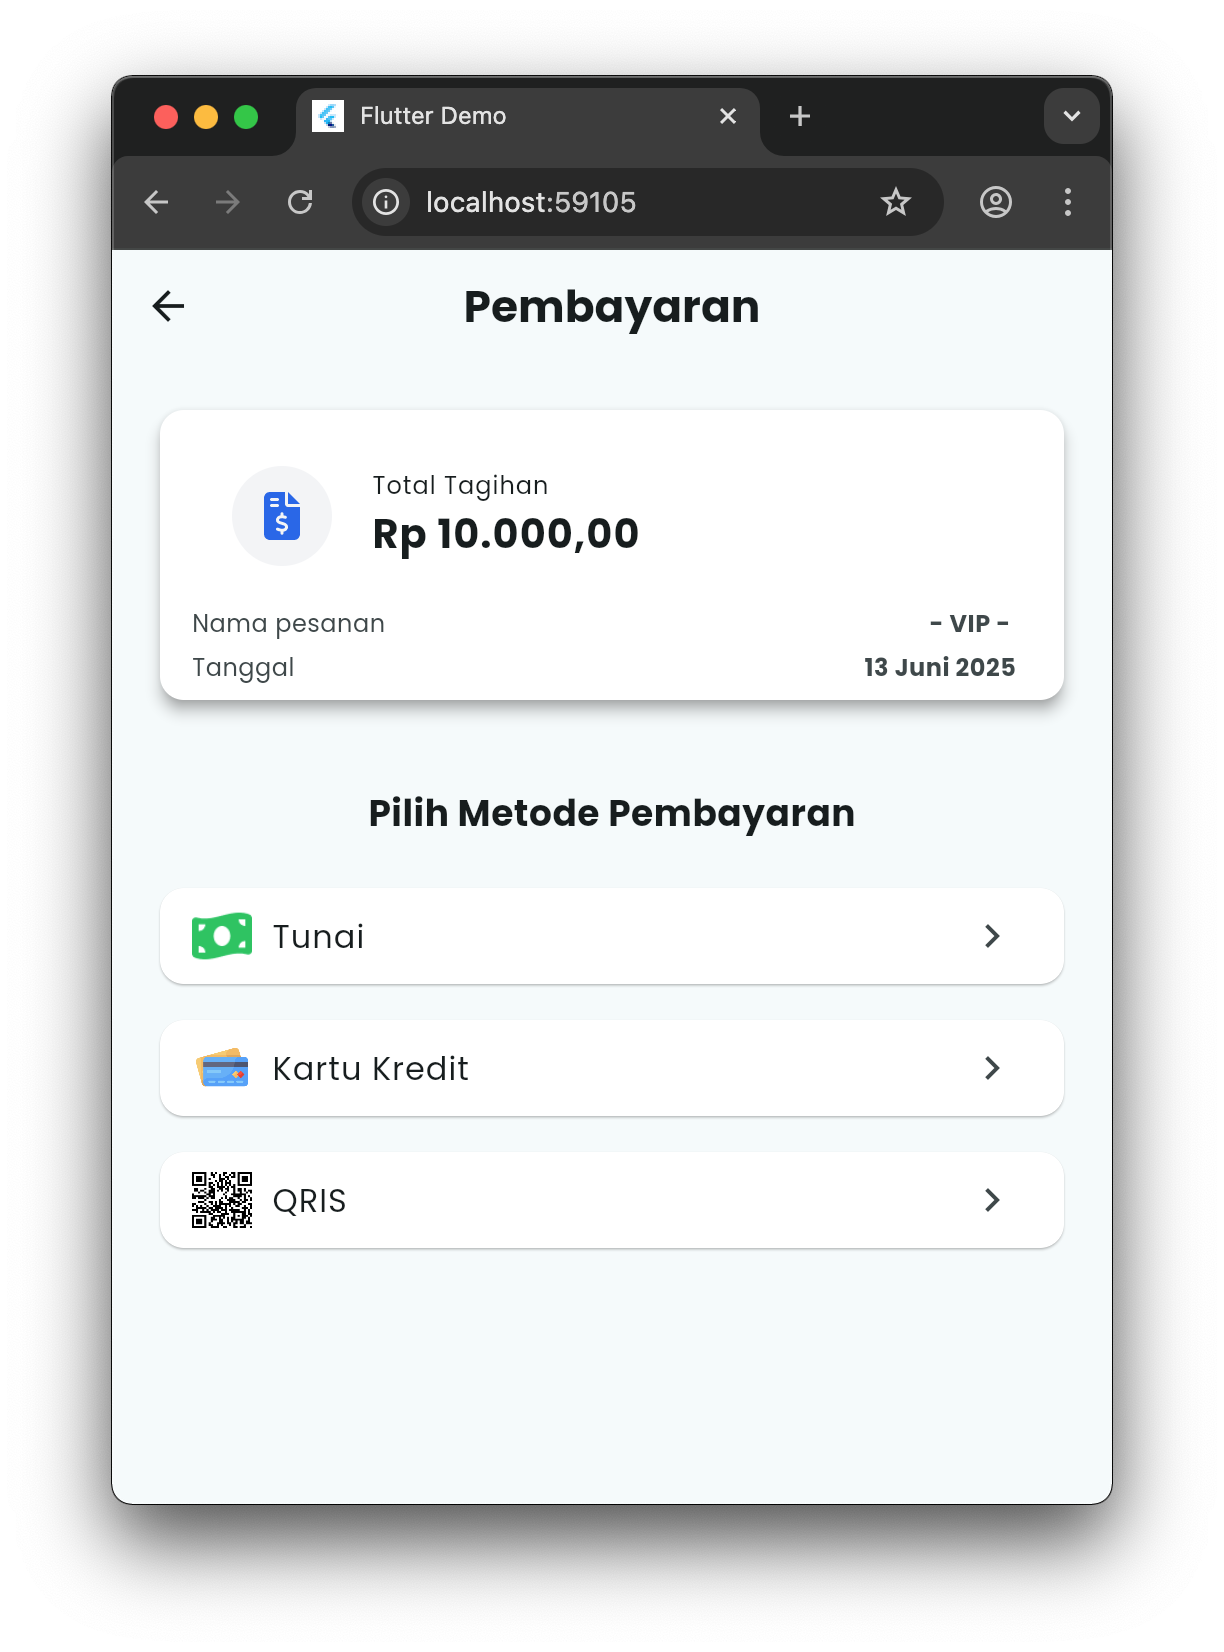 Flutter Demo
localhost:59105
Pembayaran
Total Tagihan
Rp 10.000,00
Nama pesanan - VIP -
Tanggal 13 Juni 2025
Pilih Metode Pembayaran
Tunai
Kartu Kredit
QRIS